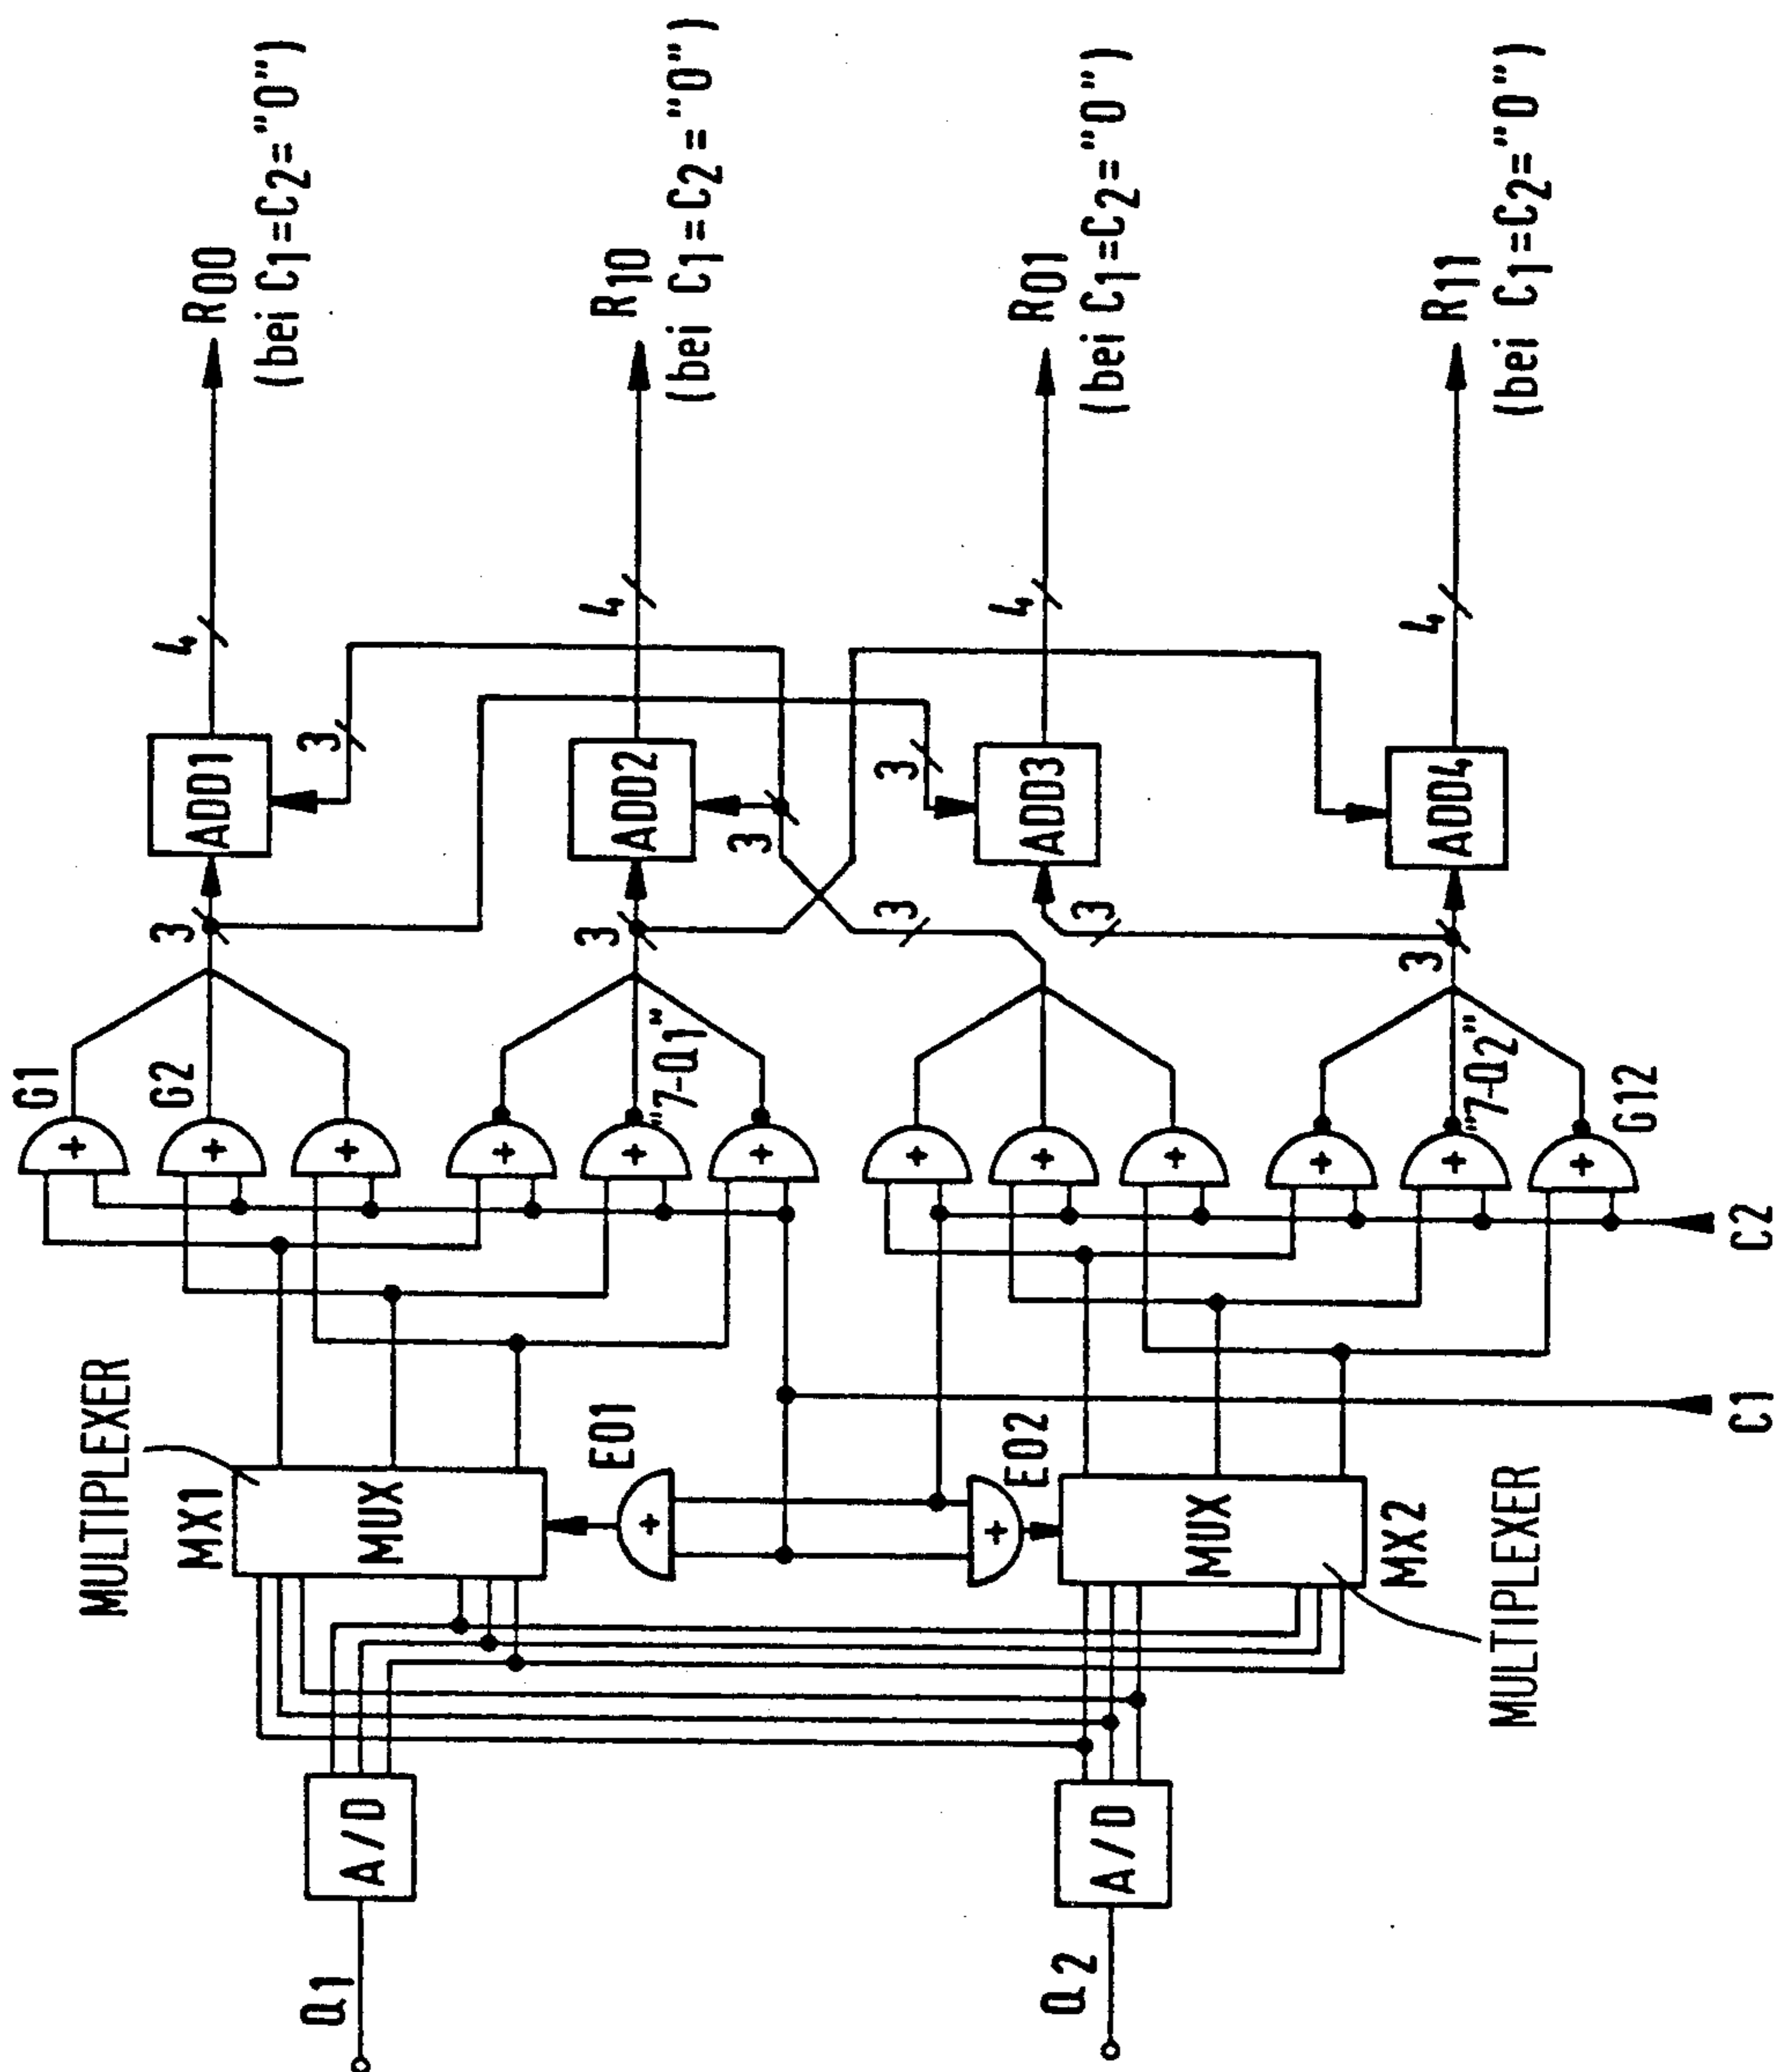 Q1
A/D
MULTIPLEXER
MX1
MUX
E01
G1
G2
"7-Q1"
3
3
ADD1
3
ADD2
3
4
R00
(bei C1=C2="0")
4
R10
(bei C1=C2="0")
Q2
A/D
E02
MUX
MX2
MULTIPLEXER
C1
C2
"7-Q2"
G12
3
3
3
3
ADD3
ADD4
4
R01
(bei C1=C2="0")
4
R11
(bei C1=C2="0")
+
+
+
+
+
+
+
+
+
+
+
+
+
+